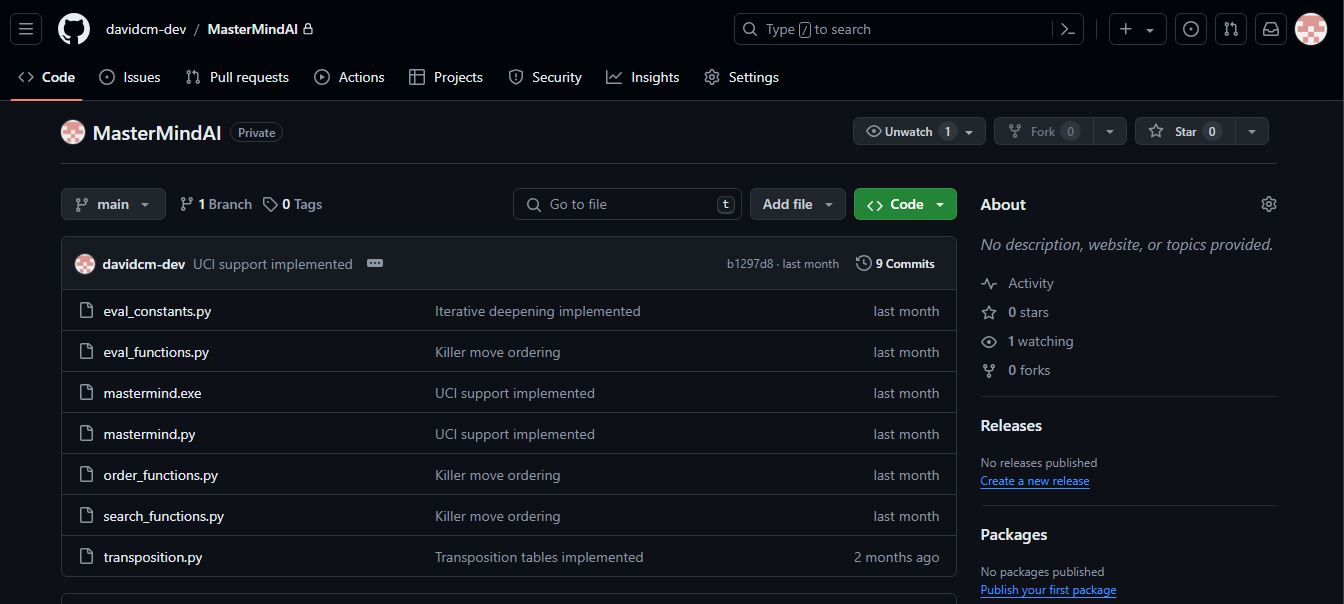 davidcm-dev / MasterMindAI Type / to search
Code Issues Pull requests Actions Projects Security Insights Settings
MasterMindAI Private Unwatch 1 Fork 0 Star 0
main 1 Branch 0 Tags Go to file t Add file Code
davidcm-dev UCI support implemented b1297d8 · last month 9 Commits
eval_constants.py Iterative deepening implemented last month
eval_functions.py Killer move ordering last month
mastermind.exe UCI support implemented last month
mastermind.py UCI support implemented last month
order_functions.py Killer move ordering last month
search_functions.py Killer move ordering last month
transposition.py Transposition tables implemented 2 months ago
About
No description, website, or topics provided.
Activity
0 stars
1 watching
0 forks
Releases
No releases published
Create a new release
Packages
No packages published
Publish your first package